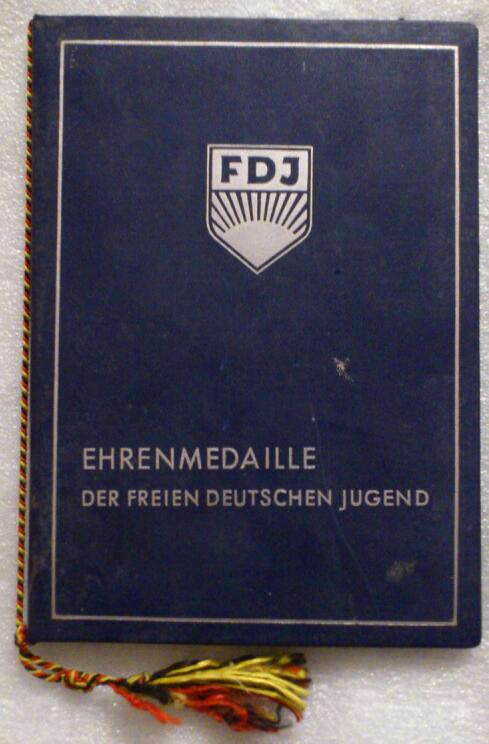 FDJ
EHRENMEDAILLE
DER FREIEN DEUTSCHEN JUGEND